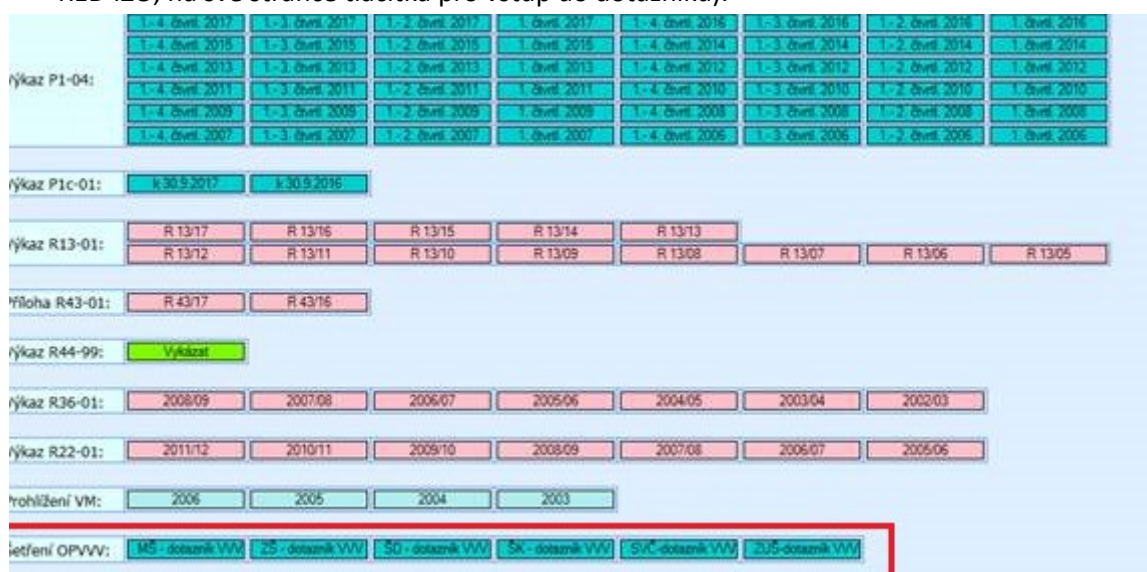 na své stránce tlačítka pro vstup do dotazníků.
1.- 4. čtvrtl. 2017 1.- 3. čtvrtl. 2017 1.- 2. čtvrtl. 2017 1. čtvrtl. 2017 1.- 4. čtvrtl. 2016 1.- 3. čtvrtl. 2016 1.- 2. čtvrtl. 2016 1. čtvrtl. 2016
1.- 4. čtvrtl. 2015 1.- 3. čtvrtl. 2015 1.- 2. čtvrtl. 2015 1. čtvrtl. 2015 1.- 4. čtvrtl. 2014 1.- 3. čtvrtl. 2014 1.- 2. čtvrtl. 2014 1. čtvrtl. 2014
ýkaz P1-04: 1.- 4. čtvrtl. 2013 1.- 3. čtvrtl. 2013 1.- 2. čtvrtl. 2013 1. čtvrtl. 2013 1.- 4. čtvrtl. 2012 1.- 3. čtvrtl. 2012 1.- 2. čtvrtl. 2012 1. čtvrtl. 2012
1.- 4. čtvrtl. 2011 1.- 3. čtvrtl. 2011 1.- 2. čtvrtl. 2011 1. čtvrtl. 2011 1.- 4. čtvrtl. 2010 1.- 3. čtvrtl. 2010 1.- 2. čtvrtl. 2010 1. čtvrtl. 2010
1.- 4. čtvrtl. 2009 1.- 3. čtvrtl. 2009 1.- 2. čtvrtl. 2009 1. čtvrtl. 2009 1.- 4. čtvrtl. 2008 1.- 3. čtvrtl. 2008 1.- 2. čtvrtl. 2008 1. čtvrtl. 2008
1.- 4. čtvrtl. 2007 1.- 3. čtvrtl. 2007 1.- 2. čtvrtl. 2007 1. čtvrtl. 2007 1.- 4. čtvrtl. 2006 1.- 3. čtvrtl. 2006 1.- 2. čtvrtl. 2006 1. čtvrtl. 2006
ýkaz P1c-01: k 30.9.2017 k 30.9.2016
ýkaz R13-01: R 13/17 R 13/16 R 13/15 R 13/14 R 13/13
R 13/12 R 13/11 R 13/10 R 13/09 R 13/08 R 13/07 R 13/06 R 13/05
říloha R43-01: R 43/17 R 43/16
ýkaz R44-99: Vykázat
ýkaz R36-01: 2008/09 2007/08 2006/07 2005/06 2004/05 2003/04 2002/03
ýkaz R22-01: 2011/12 2010/11 2009/10 2008/09 2007/08 2006/07 2005/06
rohlížení VM: 2006 2005 2004 2003
etření OPVVV: MŠ - dotazník VVV ZŠ - dotazník VVV ŠD - dotazník VVV ŠK - dotazník VVV SVČ-dotazník VVV ZUŠ-dotazník VVV